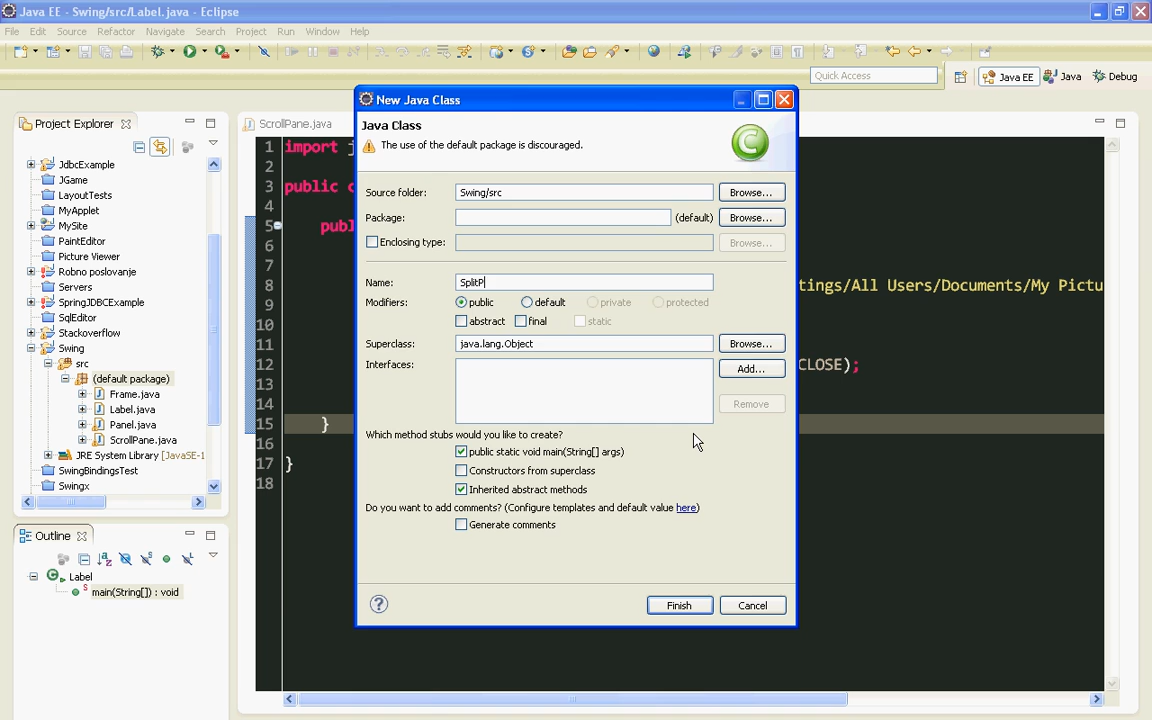 Java EE - Swing/src/Label.java - Eclipse
File Edit Source Refactor Navigate Search Project Run Window Help
Quick Access
Java EE
Java
Debug
Project Explorer
JdbcExample
JGame
LayoutTests
MyApplet
MySite
PaintEditor
Picture Viewer
Robno poslovanje
Servers
SpringJDBCExample
SqlEditor
Stackoverflow
Swing
src
(default package)
Frame.java
Label.java
Panel.java
ScrollPane.java
JRE System Library [JavaSE-1
SwingBindingsTest
Swingx
Outline
Label
main(String[]) : void
ScrollPane.java
1 import j
2
3 public c
4
5 publ
6
7
8 tings/All Users/Documents/My Pictu
9
10
11
12 CLOSE);
13
14
15 }
16
17 }
18
New Java Class
Java Class
The use of the default package is discouraged.
Source folder: Swing/src Browse...
Package: (default) Browse...
Enclosing type: Browse...
Name: SplitP
Modifiers: public default private protected
abstract final static
Superclass: java.lang.Object Browse...
Interfaces: Add...
Remove
Which method stubs would you like to create?
public static void main(String[] args)
Constructors from superclass
Inherited abstract methods
Do you want to add comments? (Configure templates and default value here)
Generate comments
? Finish Cancel